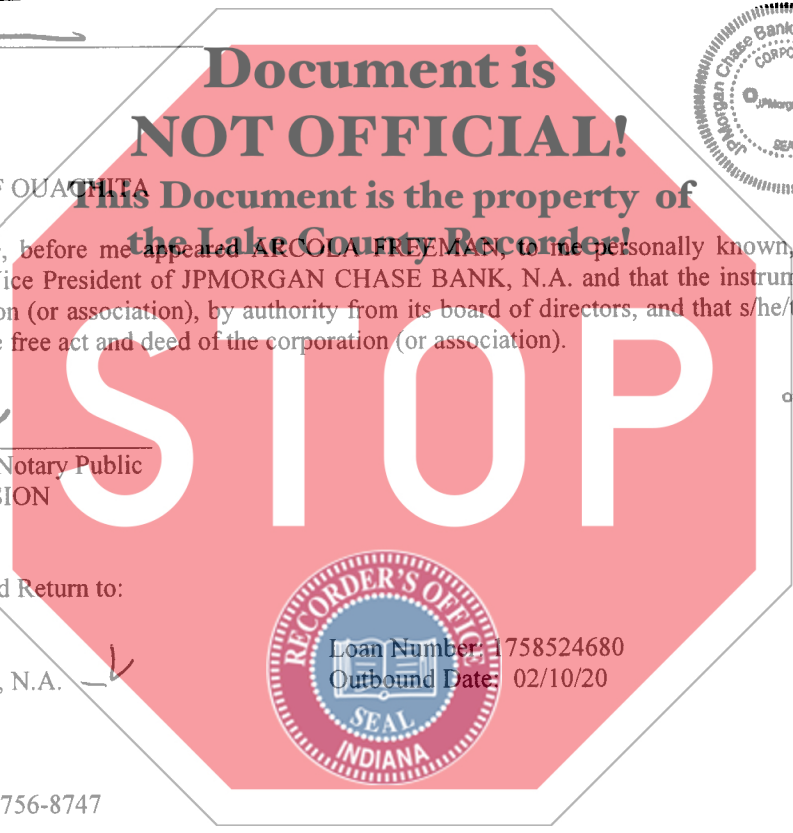 Document is
NOT OFFICIAL!
This Document is the property of
the Lake County Recorder!
JPMorgan Chase Bank
CORPO
JPMorg
SEA
F OUACHITA
, before me appeared ARCOLA FREEMAN, to me personally known,
ice President of JPMORGAN CHASE BANK, N.A. and that the instrum
on (or association), by authority from its board of directors, and that s/he/t
e free act and deed of the corporation (or association).
STOP
Notary Public
SION
d Return to:
Loan Number: 1758524680
, N.A.
Outbound Date: 02/10/20
RECORDER'S OFFICE
SEAL
INDIANA
756-8747